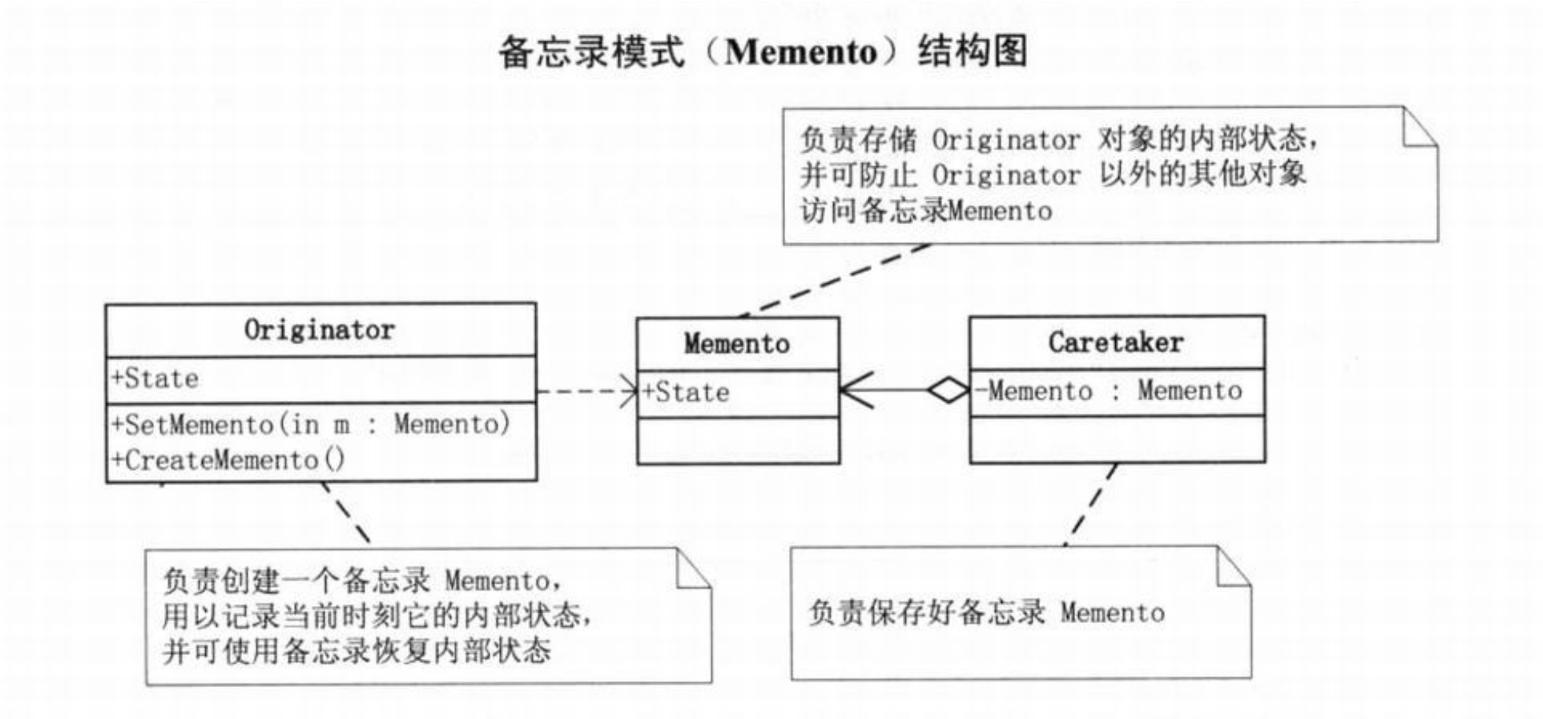 备忘录模式（Memento）结构图
负责存储 Originator 对象的内部状态，
并可防止 Originator 以外的其他对象
访问备忘录Memento
Originator
+State
+SetMemento(in m : Memento)
+CreateMemento()
Memento
+State
Caretaker
-Memento : Memento
负责创建一个备忘录 Memento，
用以记录当前时刻它的内部状态，
并可使用备忘录恢复内部状态
负责保存好备忘录 Memento